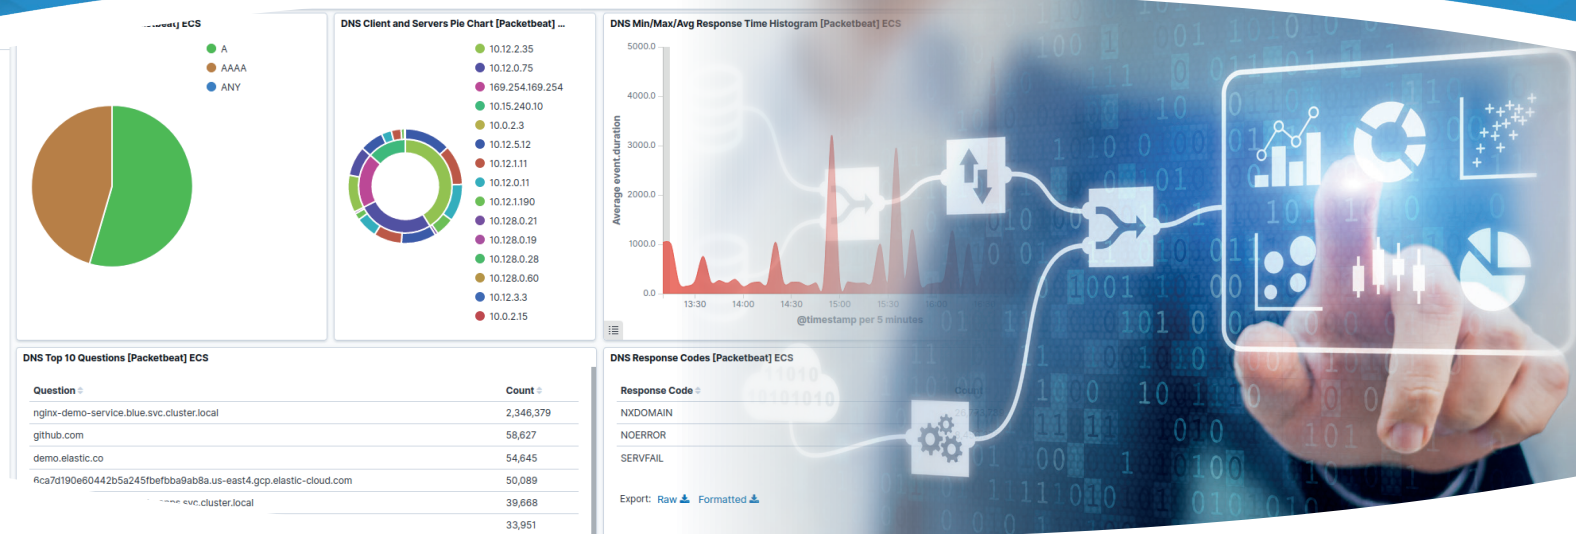 DNS Client and Servers Pie Chart [Packetbeat] ...
DNS Min/Max/Avg Response Time Histogram [Packetbeat] ECS
ECS
A
AAAA
ANY
10.12.2.35
10.12.0.75
169.254.169.254
10.15.240.10
10.0.2.3
10.12.5.12
10.12.1.11
10.12.0.11
10.12.1.190
10.128.0.21
10.128.0.19
10.128.0.28
10.128.0.60
10.12.3.3
10.0.2.15
Average event.duration
5000.0
4000.0
3000.0
2000.0
1000.0
0.0
13:30 14:00 14:30 15:00 15:30 16:00
@timestamp per 5 minutes
DNS Top 10 Questions [Packetbeat] ECS
Question Count
nginx-demo-service.blue.svc.cluster.local 2,346,379
github.com 58,627
demo.elastic.co 54,645
6ca7d190e60442b5a245fbefbba9ab8a.us-east4.gcp.elastic-cloud.com 50,089
svc.cluster.local 39,668
33,951
DNS Response Codes [Packetbeat] ECS
Response Code Count
NXDOMAIN
NOERROR
SERVFAIL
Export: Raw Formatted
11010
10101010